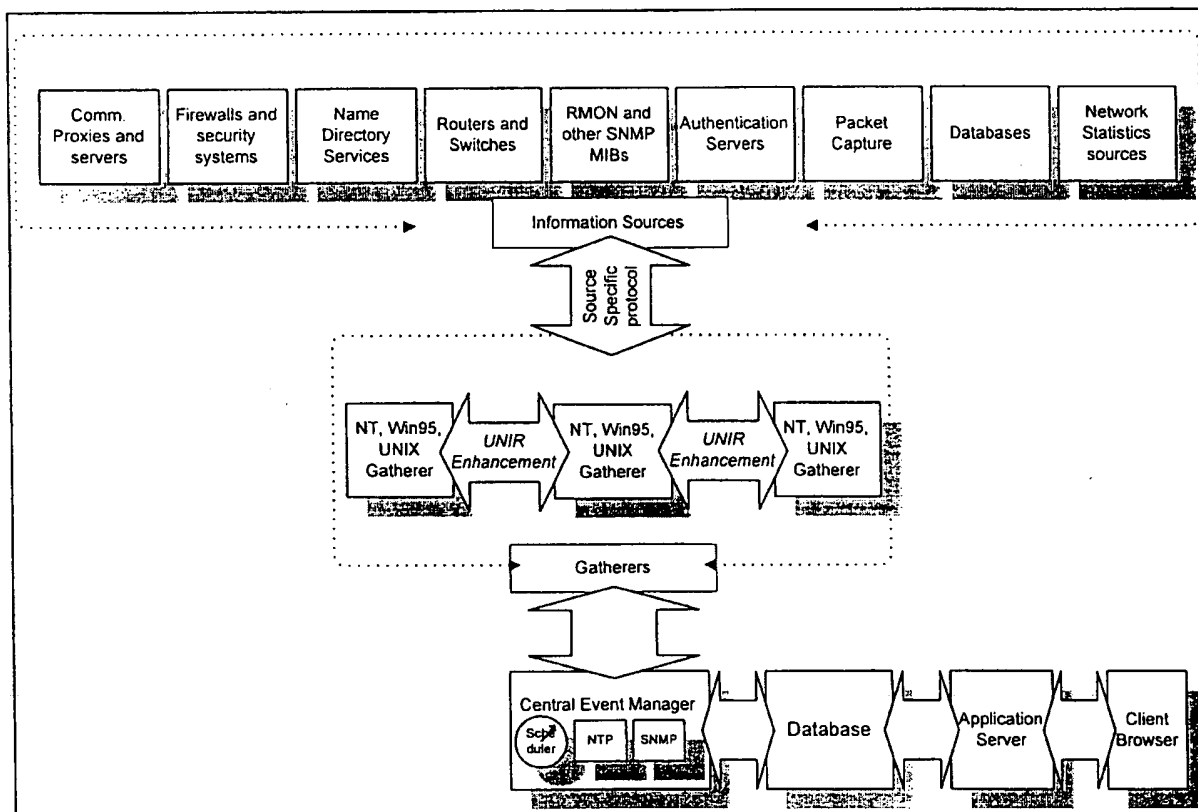 Comm.
Proxies and
servers
Firewalls and
security
systems
Name
Directory
Services
Routers and
Switches
RMON and
other SNMP
MIBs
Authentication
Servers
Packet
Capture
Databases
Network
Statistics
sources
Information Sources
Source
Specific
protocol
NT, Win95,
UNIX
Gatherer
UNIR
Enhancement
NT, Win95,
UNIX
Gatherer
UNIR
Enhancement
NT, Win95,
UNIX
Gatherer
Gatherers
Central Event Manager
Sche
duler
NTP
SNMP
Database
Application
Server
Client
Browser